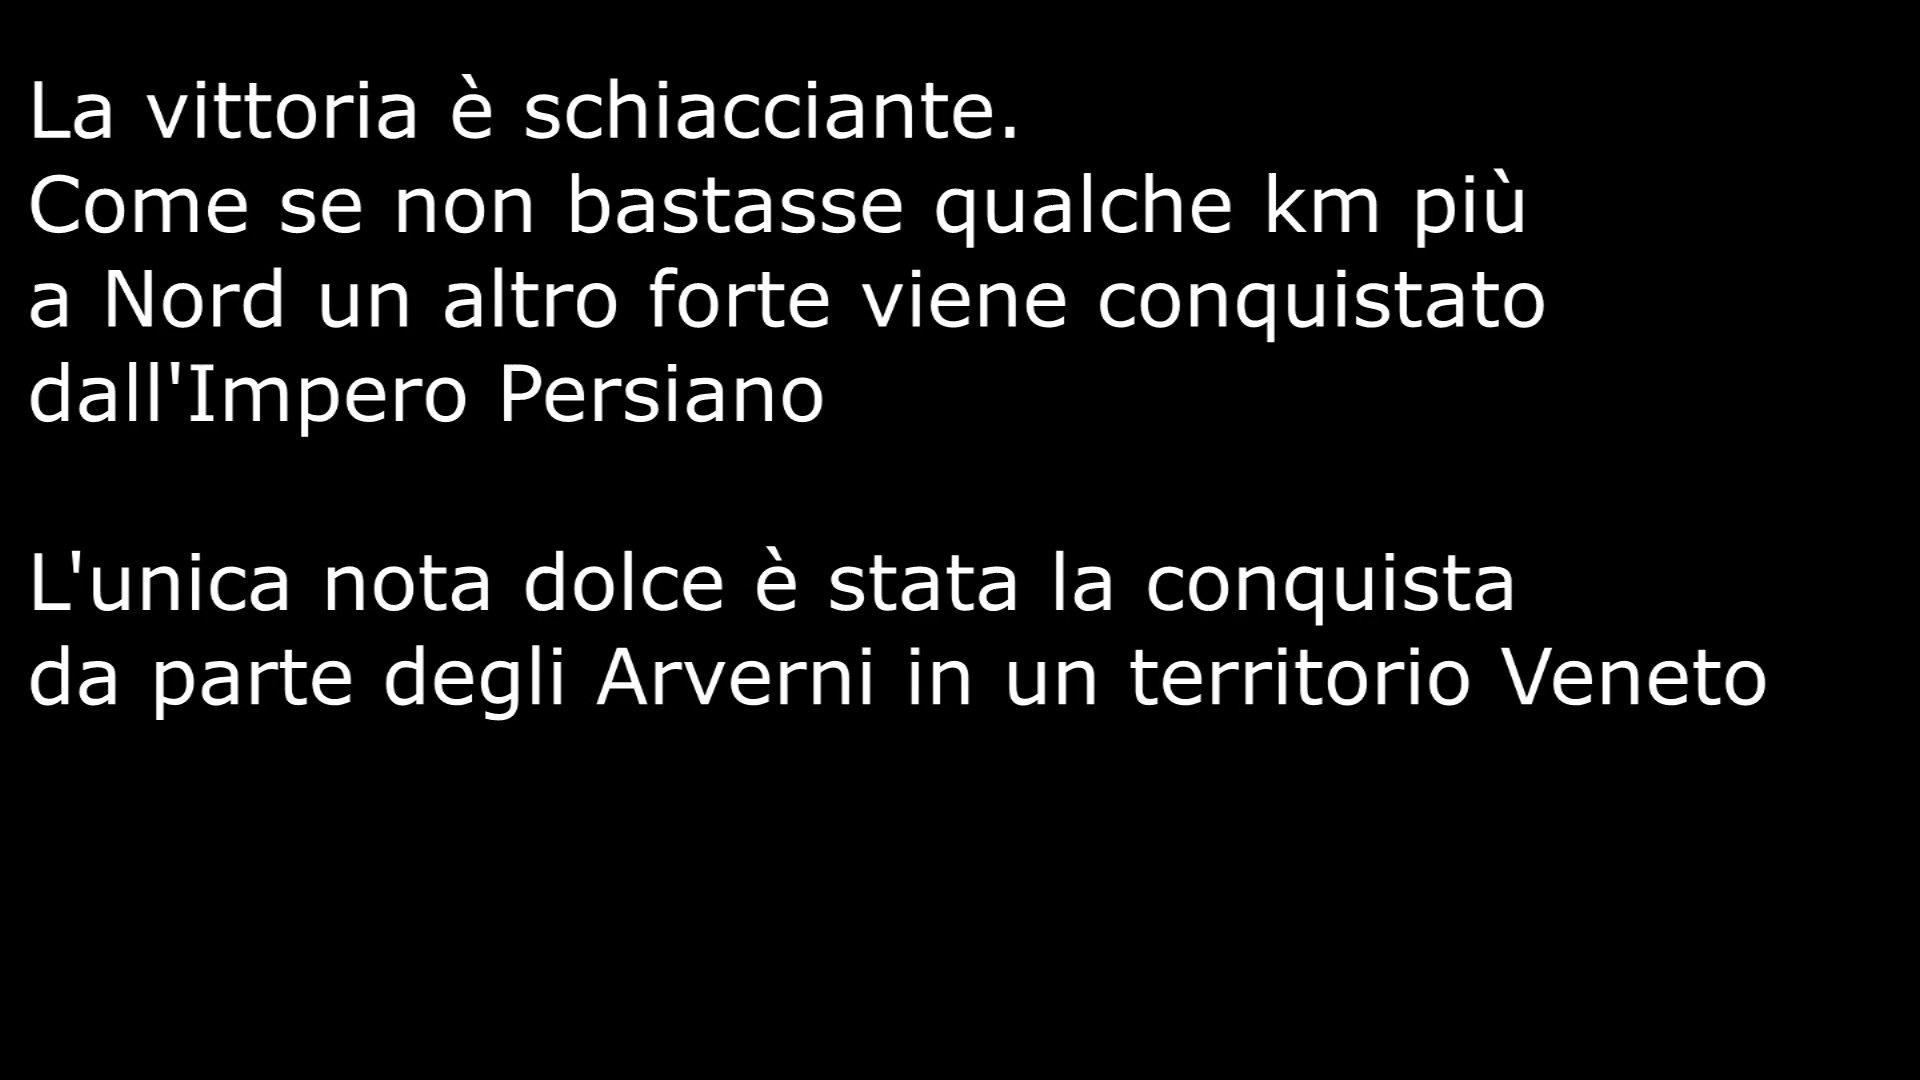 La vittoria è schiacciante.
Come se non bastasse qualche km più
a Nord un altro forte viene conquistato
dall'Impero Persiano
L'unica nota dolce è stata la conquista
da parte degli Arverni in un territorio Veneto